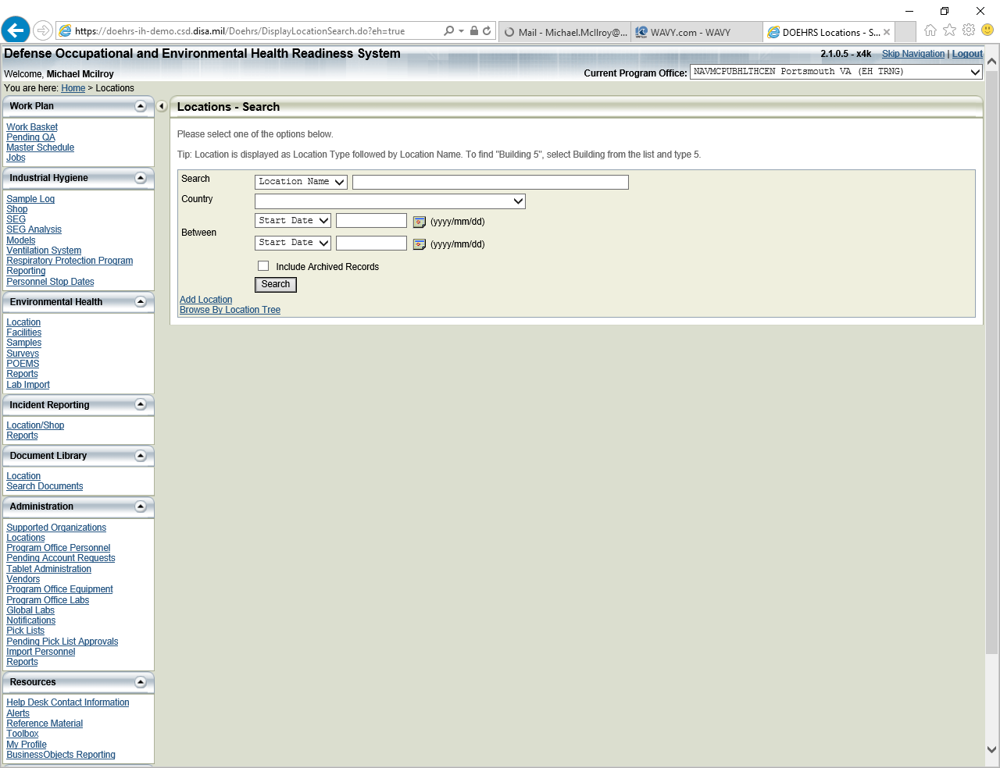 https://doehrs-ih-demo.csd.disa.mil/Doehrs/DisplayLocationSearch.do?eh=true
Mail - Michael.McIlroy@...
WAVY.com - WAVY
DOEHRS Locations - S...
Defense Occupational and Environmental Health Readiness System
2.1.0.5 - x4k Skip Navigation | Logout
Welcome, Michael Mcilroy
Current Program Office: NAVMCPUBHLTHCEN Portsmouth VA (EH TRNG)
You are here: Home > Locations
Work Plan
Work Basket
Pending QA
Master Schedule
Jobs
Industrial Hygiene
Sample Log
Shop
SEG
SEG Analysis
Models
Ventilation System
Respiratory Protection Program
Reporting
Personnel Stop Dates
Environmental Health
Location
Facilities
Samples
Surveys
POEMS
Reports
Lab Import
Incident Reporting
Location/Shop
Reports
Document Library
Location
Search Documents
Administration
Supported Organizations
Locations
Program Office Personnel
Pending Account Requests
Tablet Administration
Vendors
Program Office Equipment
Program Office Labs
Global Labs
Notifications
Pick Lists
Pending Pick List Approvals
Import Personnel
Reports
Resources
Help Desk Contact Information
Alerts
Reference Material
Toolbox
My Profile
BusinessObjects Reporting
Locations - Search
Please select one of the options below.
Tip: Location is displayed as Location Type followed by Location Name. To find "Building 5", select Building from the list and type 5.
Search Location Name
Country
Start Date (yyyy/mm/dd)
Between
Start Date (yyyy/mm/dd)
Include Archived Records
Search
Add Location
Browse By Location Tree